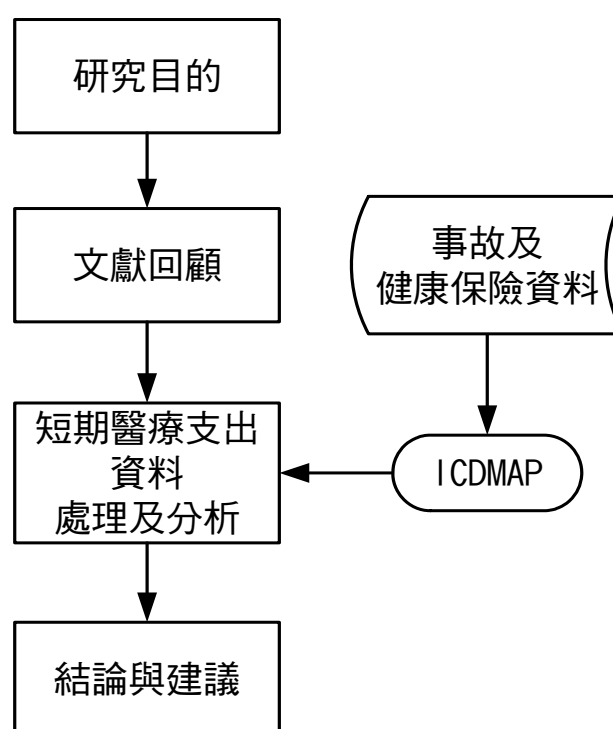 研究目的
文獻回顧
事故及
健康保險資料
短期醫療支出
資料
處理及分析
ICDMAP
結論與建議